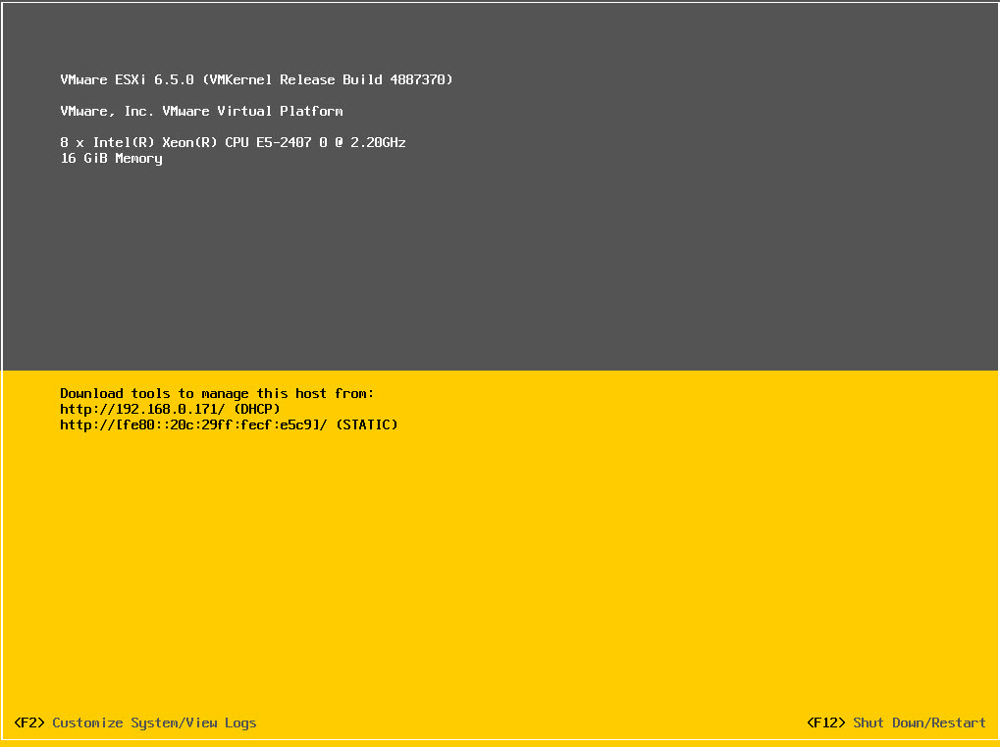 VMware ESXi 6.5.0 (VMKernel Release Build 4887370)
VMware, Inc. VMware Virtual Platform
8 x Intel(R) Xeon(R) CPU E5-2407 0 @ 2.20GHz
16 GiB Memory
Download tools to manage this host from:
http://192.168.0.171/ (DHCP)
http://[fe80::20c:29ff:fecf:e5c9]/ (STATIC)
<F2> Customize System/View Logs
<F12> Shut Down/Restart